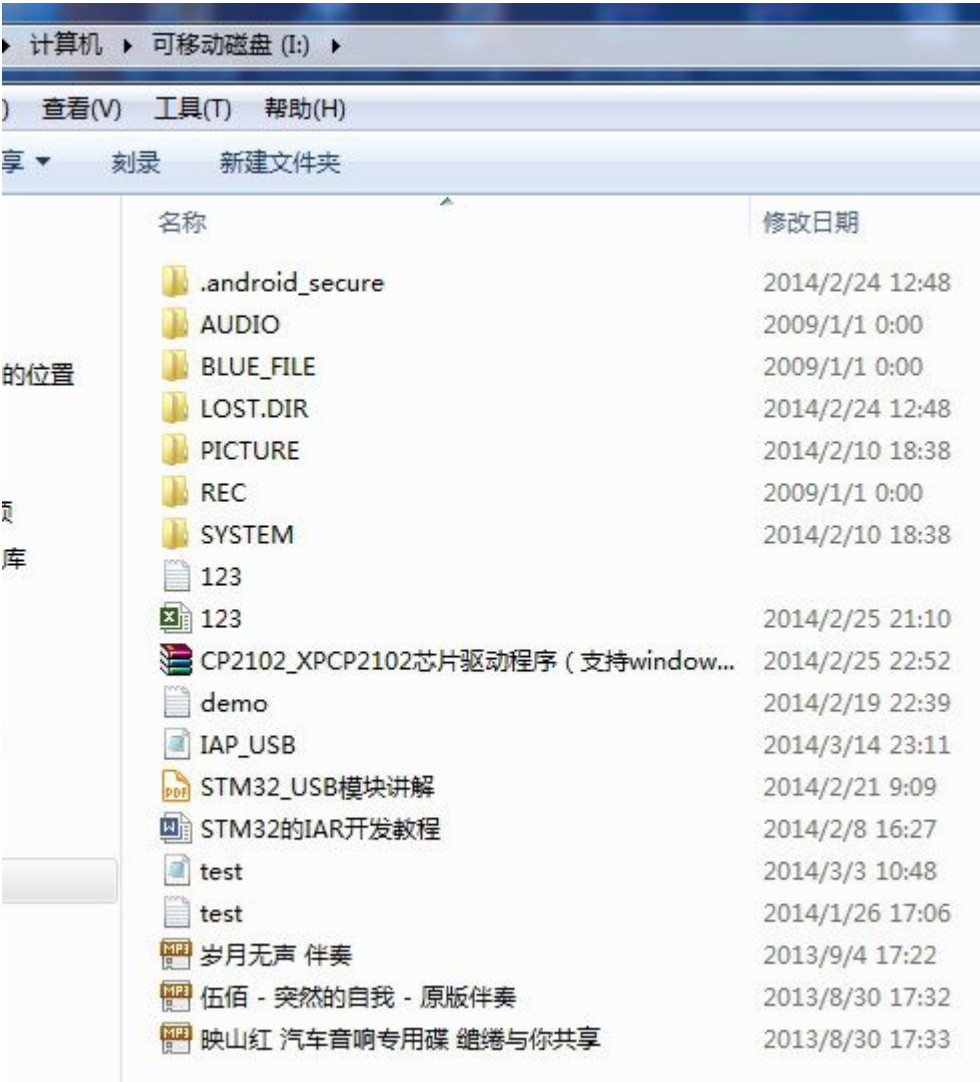 计算机 可移动磁盘 (I:)
) 查看(V) 工具(T) 帮助(H)
享 刻录 新建文件夹
名称 修改日期
.android_secure 2014/2/24 12:48
AUDIO 2009/1/1 0:00
的位置 BLUE_FILE 2009/1/1 0:00
LOST.DIR 2014/2/24 12:48
PICTURE 2014/2/10 18:38
REC 2009/1/1 0:00
SYSTEM 2014/2/10 18:38
库
123
123 2014/2/25 21:10
CP2102_XPCP2102芯片驱动程序（支持window... 2014/2/25 22:52
demo 2014/2/19 22:39
IAP_USB 2014/3/14 23:11
STM32_USB模块讲解 2014/2/21 9:09
STM32的IAR开发教程 2014/2/8 16:27
test 2014/3/3 10:48
test 2014/1/26 17:06
岁月无声 伴奏 2013/9/4 17:22
伍佰 - 突然的自我 - 原版伴奏 2013/8/30 17:32
映山红 汽车音响专用碟 缱绻与你共享 2013/8/30 17:33